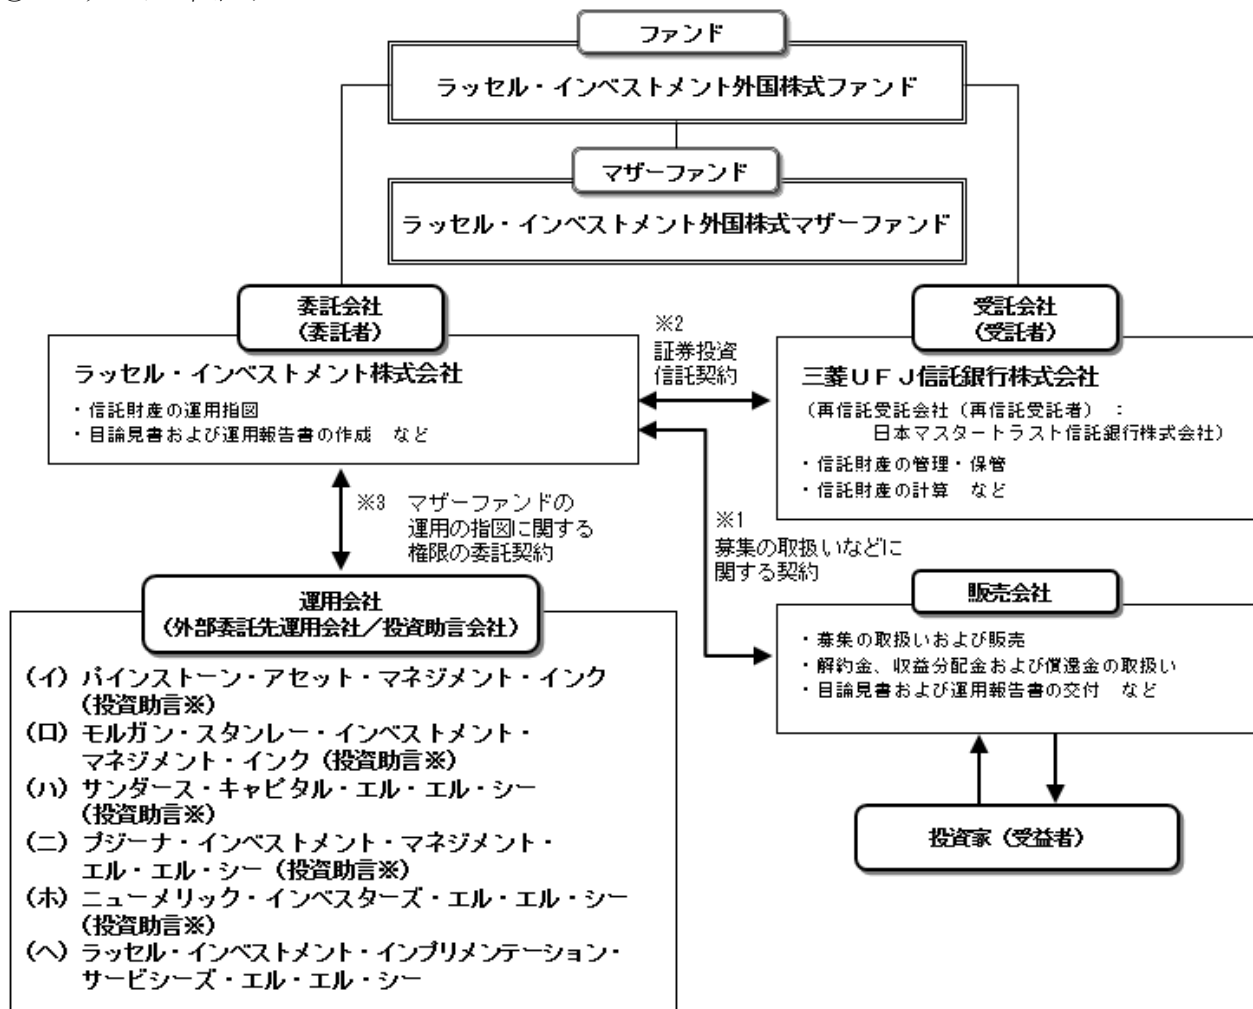 ファンド
ラッセル・インベストメント外国株式ファンド
マザーファンド
ラッセル・インベストメント外国株式マザーファンド
委託会社
（委託者）
ラッセル・インベストメント株式会社
・信託財産の運用指図
・目論見書および運用報告書の作成　など
※2
証券投資
信託契約
受託会社
（受託者）
三菱ＵＦＪ信託銀行株式会社
（再信託受託会社（再信託受託者）：
日本マスタートラスト信託銀行株式会社）
・信託財産の管理・保管
・信託財産の計算　など
※3　マザーファンドの
運用の指図に関する
権限の委託契約
※1
募集の取扱いなどに
関する契約
運用会社
（外部委託先運用会社／投資助言会社）
（イ）パインストーン・アセット・マネジメント・インク
（投資助言※）
（ロ）モルガン・スタンレー・インベストメント・
マネジメント・インク（投資助言※）
（ハ）サンダース・キャピタル・エル・エル・シー
（投資助言※）
（ニ）プジーナ・インベストメント・マネジメント・
エル・エル・シー（投資助言※）
（ホ）ニューメリック・インベスターズ・エル・エル・シー
（投資助言※）
（ヘ）ラッセル・インベストメント・インプリメンテーション・
サービシーズ・エル・エル・シー
販売会社
・募集の取扱いおよび販売
・解約金、収益分配金および償還金の取扱い
・目論見書および運用報告書の交付　など
投資家（受益者）